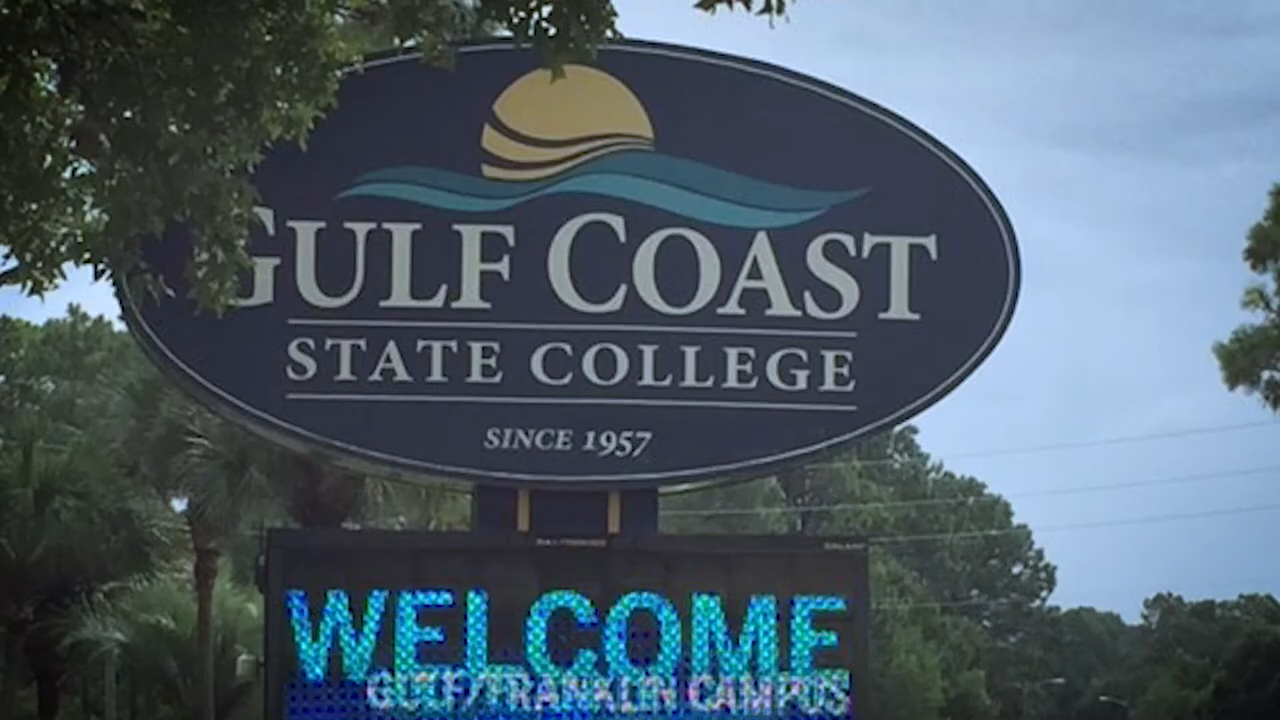 GULF COAST
STATE COLLEGE
SINCE 1957
WELCOME
GULF/FRANKLIN CAMPUS